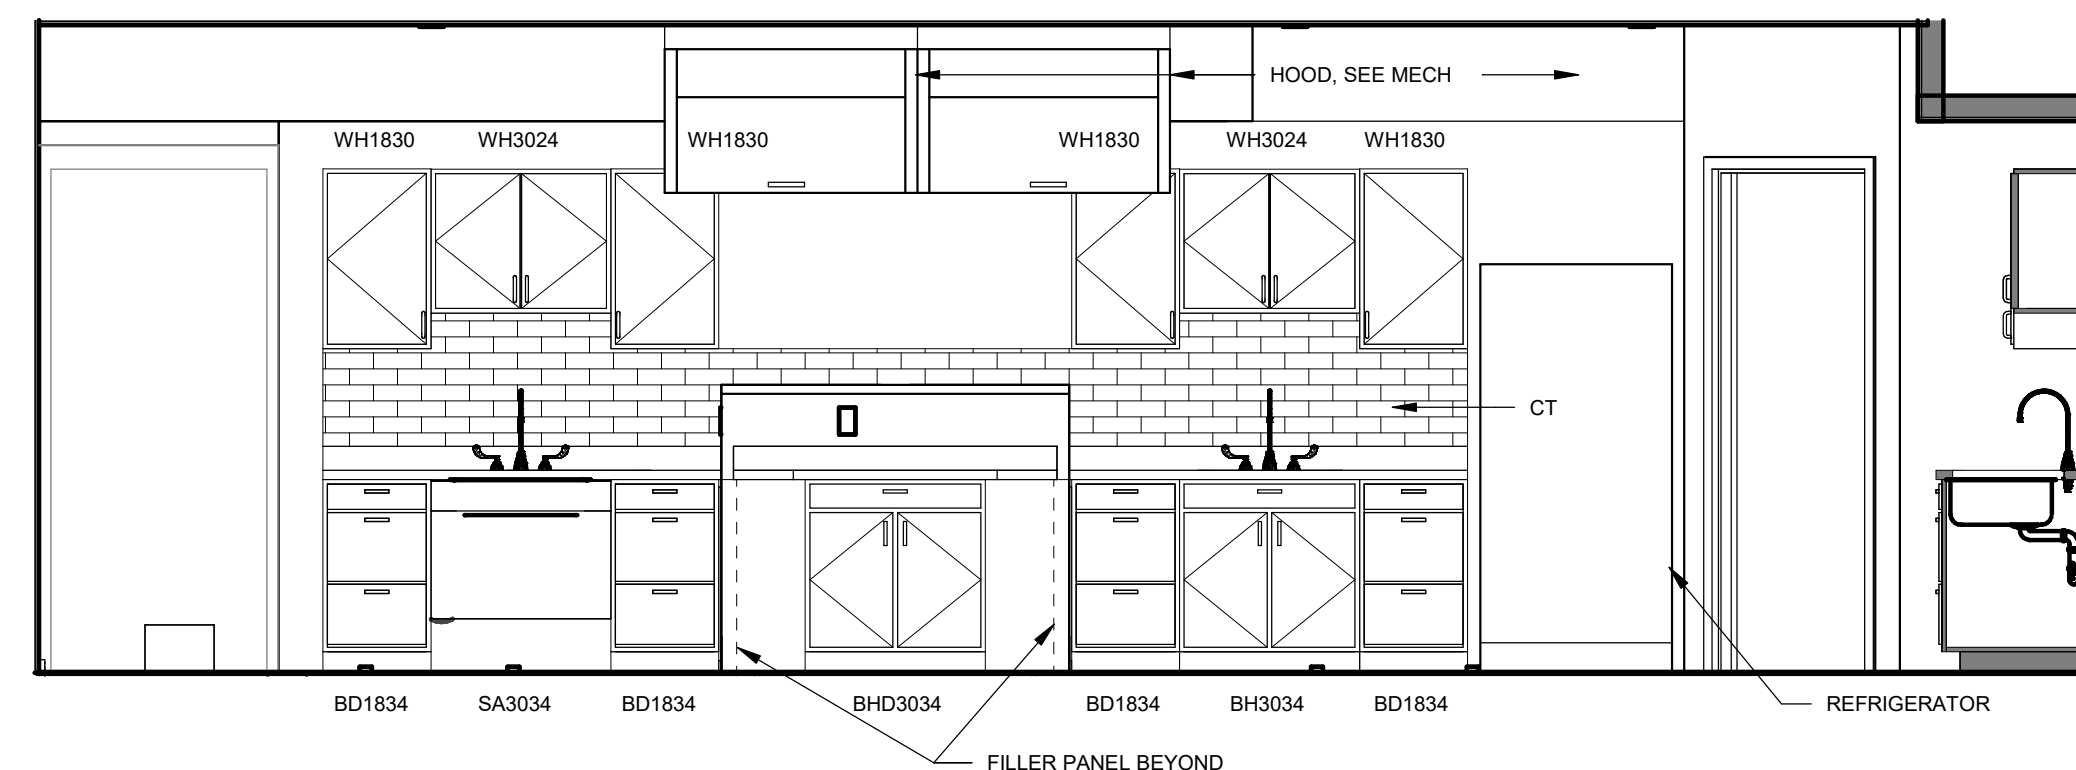 HOOD, SEE MECH
WH1830 WH3024 WH1830 WH1830 WH3024 WH1830
CT
BD1834 SA3034 BD1834 BHD3034 BD1834 BH3034 BD1834 REFRIGERATOR
FILLER PANEL BEYOND